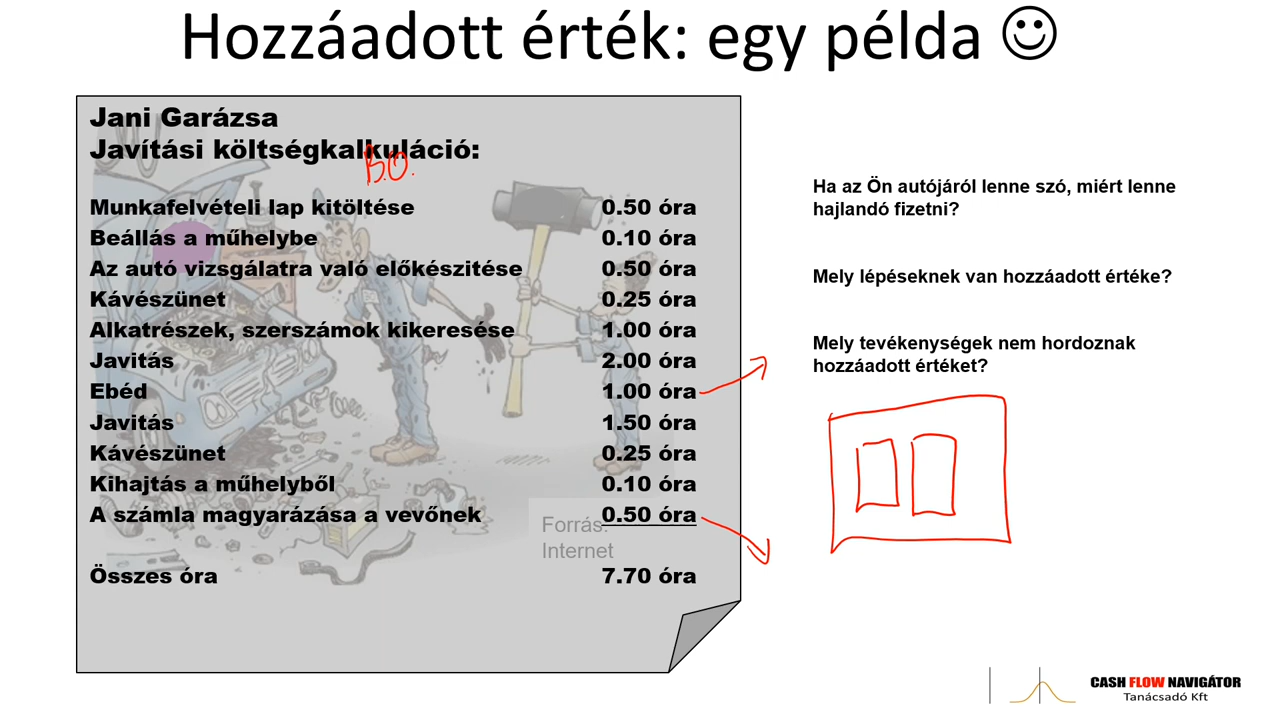 Hozzáadott érték: egy példa ☺
Jani Garázsa
Javítási költségkalkuláció:
B.O.
Munkafelvételi lap kitöltése 0.50 óra
Beállás a műhelybe 0.10 óra
Az autó vizsgálatra való előkészitése 0.50 óra
Kávészünet 0.25 óra
Alkatrészek, szerszámok kikeresése 1.00 óra
Javitás 2.00 óra
Ebéd 1.00 óra
Javitás 1.50 óra
Kávészünet 0.25 óra
Kihajtás a műhelyből 0.10 óra
A számla magyarázása a vevőnek 0.50 óra
Forrás:
Internet
Összes óra 7.70 óra
Ha az Ön autójáról lenne szó, miért lenne
hajlandó fizetni?
Mely lépéseknek van hozzáadott értéke?
Mely tevékenységek nem hordoznak
hozzáadott értéket?
CASH FLOW NAVIGÁTOR
Tanácsadó Kft